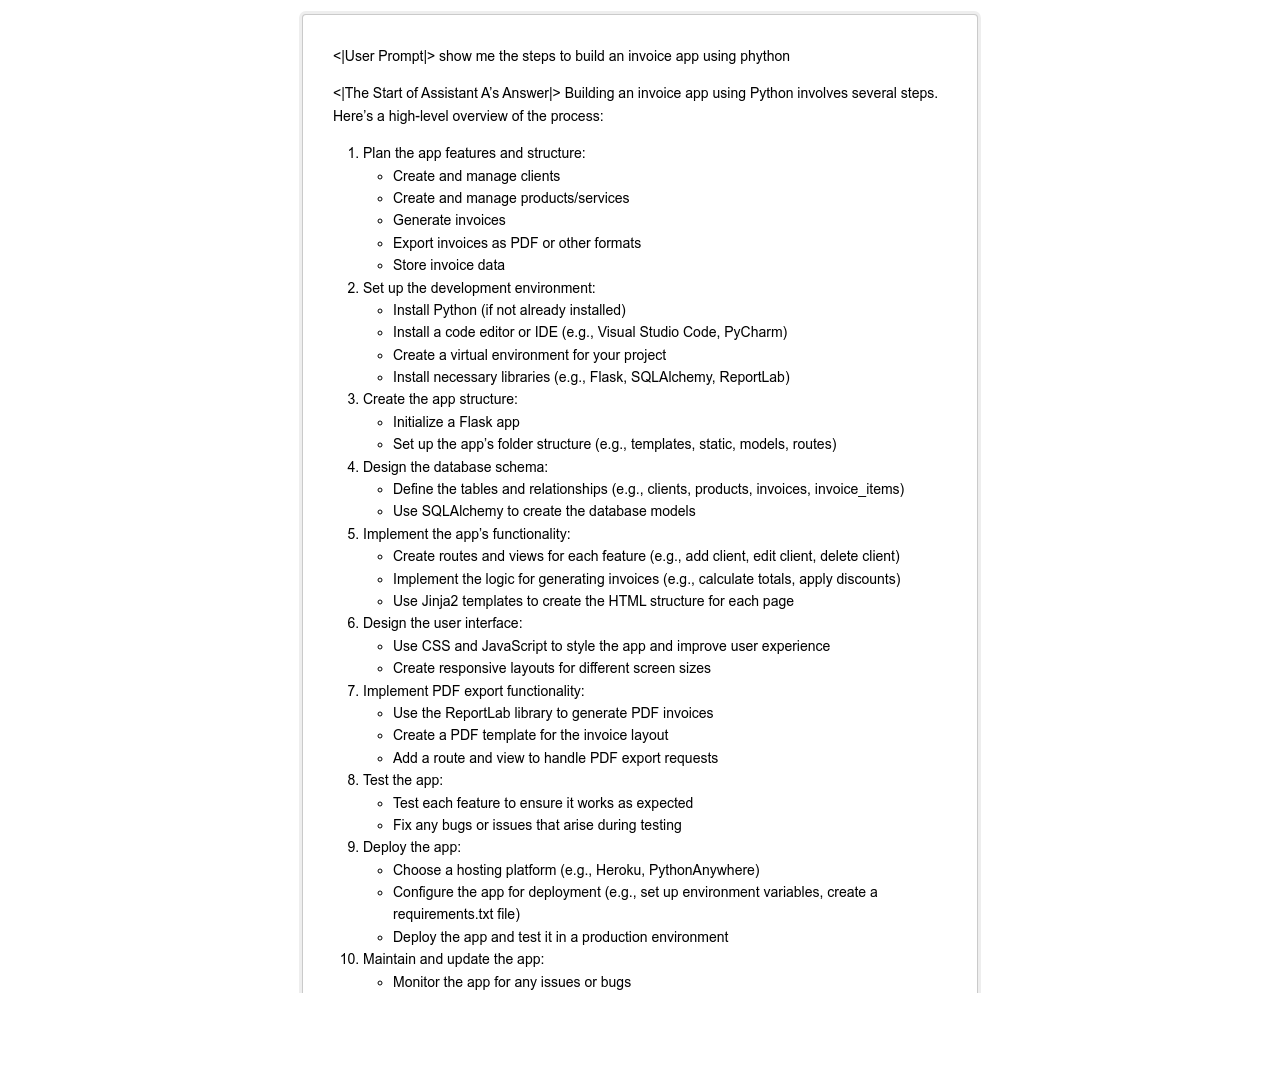 <|User Prompt|> show me the steps to build an invoice app using phython
<|The Start of Assistant A’s Answer|> Building an invoice app using Python involves several steps.
Here’s a high-level overview of the process:
1. Plan the app features and structure:
◦ Create and manage clients
◦ Create and manage products/services
◦ Generate invoices
◦ Export invoices as PDF or other formats
◦ Store invoice data
2. Set up the development environment:
◦ Install Python (if not already installed)
◦ Install a code editor or IDE (e.g., Visual Studio Code, PyCharm)
◦ Create a virtual environment for your project
◦ Install necessary libraries (e.g., Flask, SQLAlchemy, ReportLab)
3. Create the app structure:
◦ Initialize a Flask app
◦ Set up the app’s folder structure (e.g., templates, static, models, routes)
4. Design the database schema:
◦ Define the tables and relationships (e.g., clients, products, invoices, invoice_items)
◦ Use SQLAlchemy to create the database models
5. Implement the app’s functionality:
◦ Create routes and views for each feature (e.g., add client, edit client, delete client)
◦ Implement the logic for generating invoices (e.g., calculate totals, apply discounts)
◦ Use Jinja2 templates to create the HTML structure for each page
6. Design the user interface:
◦ Use CSS and JavaScript to style the app and improve user experience
◦ Create responsive layouts for different screen sizes
7. Implement PDF export functionality:
◦ Use the ReportLab library to generate PDF invoices
◦ Create a PDF template for the invoice layout
◦ Add a route and view to handle PDF export requests
8. Test the app:
◦ Test each feature to ensure it works as expected
◦ Fix any bugs or issues that arise during testing
9. Deploy the app:
◦ Choose a hosting platform (e.g., Heroku, PythonAnywhere)
◦ Configure the app for deployment (e.g., set up environment variables, create a
requirements.txt file)
◦ Deploy the app and test it in a production environment
10. Maintain and update the app:
◦ Monitor the app for any issues or bugs